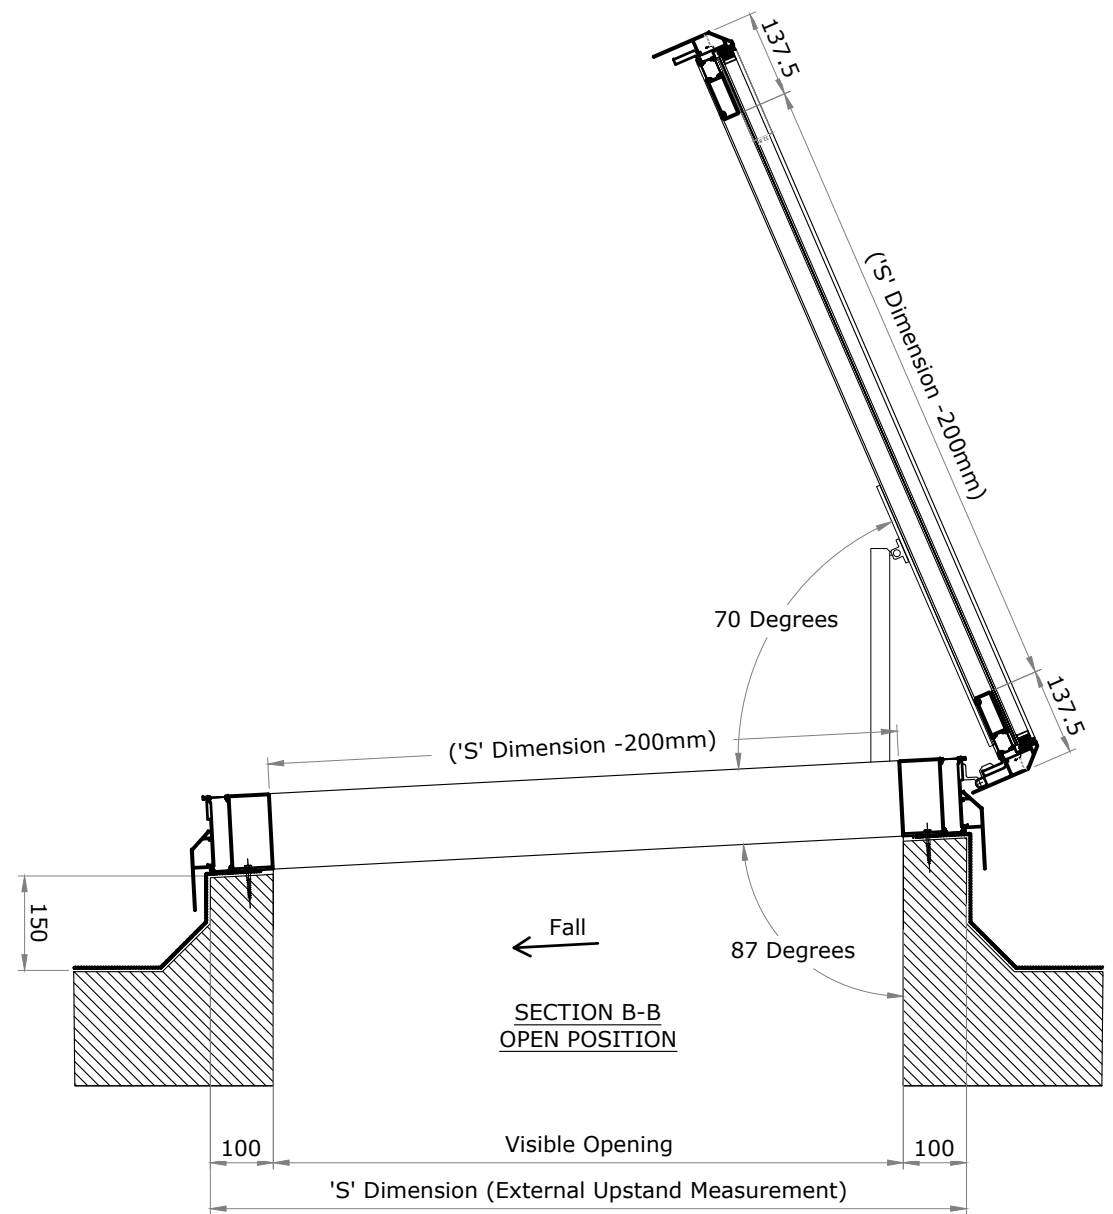 137.5
('S' Dimension -200mm)
70 Degrees
137.5
('S' Dimension -200mm)
150
Fall
87 Degrees
SECTION B-B
OPEN POSITION
100
Visible Opening
100
'S' Dimension (External Upstand Measurement)